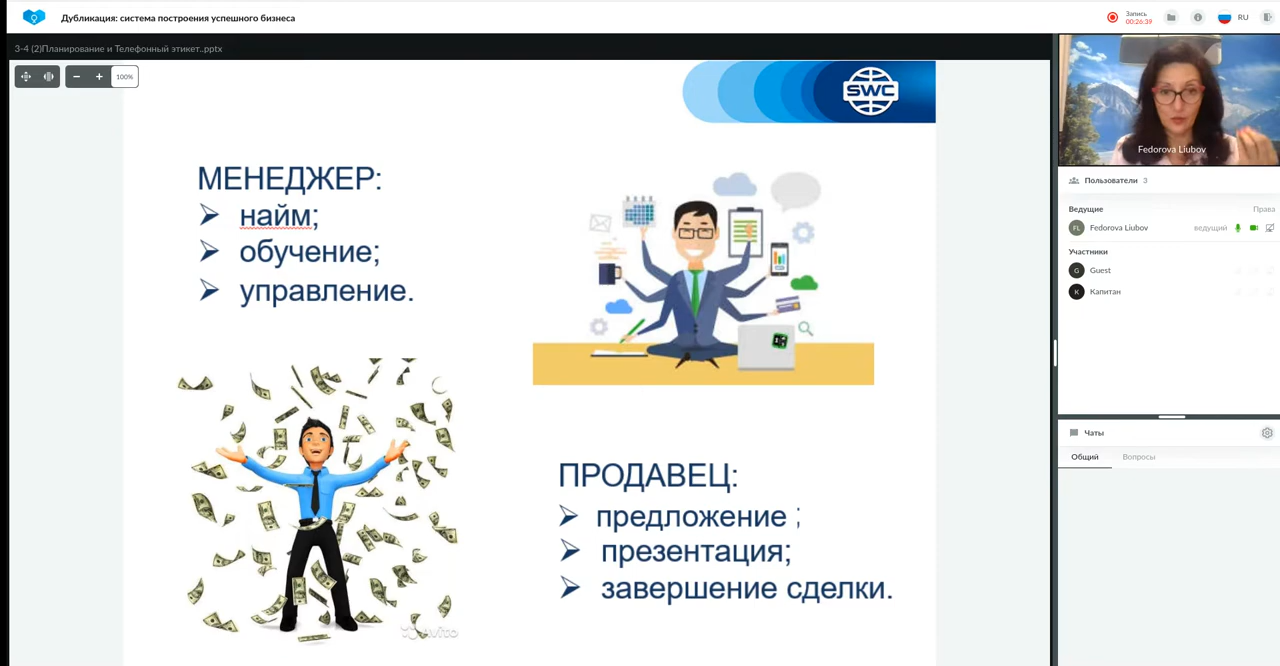 Дубликация: система построения успешного бизнеса
Запись
00:26:39
RU
3-4 (2)Планирование и Телефонный этикет..pptx
100%
SWC
МЕНЕДЖЕР:
найм;
обучение;
управление.
ПРОДАВЕЦ:
предложение ;
презентация;
завершение сделки.
Avito
Fedorova Liubov
Пользователи 3
Ведущие Права
FL Fedorova Liubov ведущий
Участники
G Guest
К Капитан
Чаты
Общий Вопросы